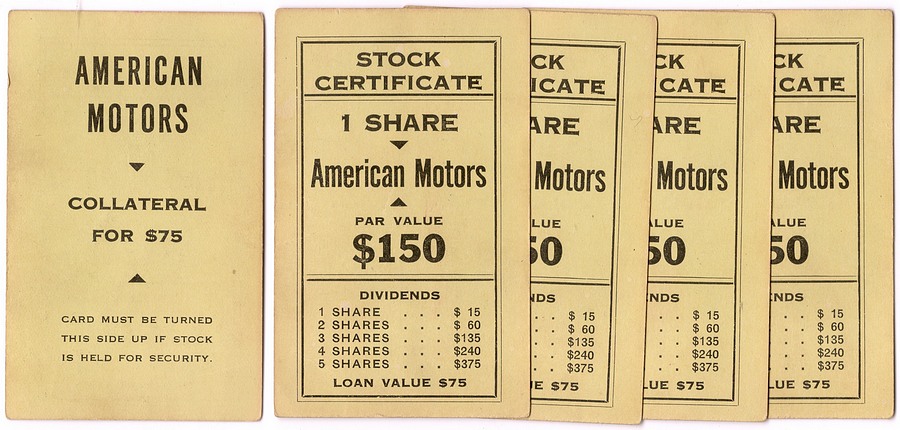 AMERICAN
MOTORS
COLLATERAL
FOR $75
CARD MUST BE TURNED
THIS SIDE UP IF STOCK
IS HELD FOR SECURITY.
STOCK
CERTIFICATE
1 SHARE
American Motors
PAR VALUE
$150
DIVIDENDS
1 SHARE . . . $ 15
2 SHARES . . . $ 60
3 SHARES . . . $135
4 SHARES . . . $240
5 SHARES . . . $375
LOAN VALUE $75
CK
ICATE
ARE
Motors
LUE
50
NDS
. . $ 15
. . $ 60
. . $135
. . $240
. . $375
UE $75
CK
CATE
ARE
Motors
LUE
50
NDS
. . $ 15
. . $ 60
. . $135
. . $240
. . $375
LUE $75
CK
CATE
ARE
Motors
ALUE
50
ENDS
. . $ 15
. . $ 60
. . $135
. . $240
. . $375
LUE $75